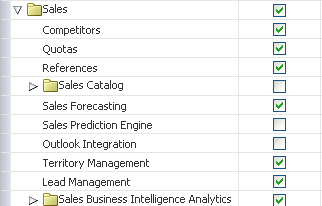 Sales
Competitors
Quotas
References
Sales Catalog
Sales Forecasting
Sales Prediction Engine
Outlook Integration
Territory Management
Lead Management
Sales Business Intelligence Analytics